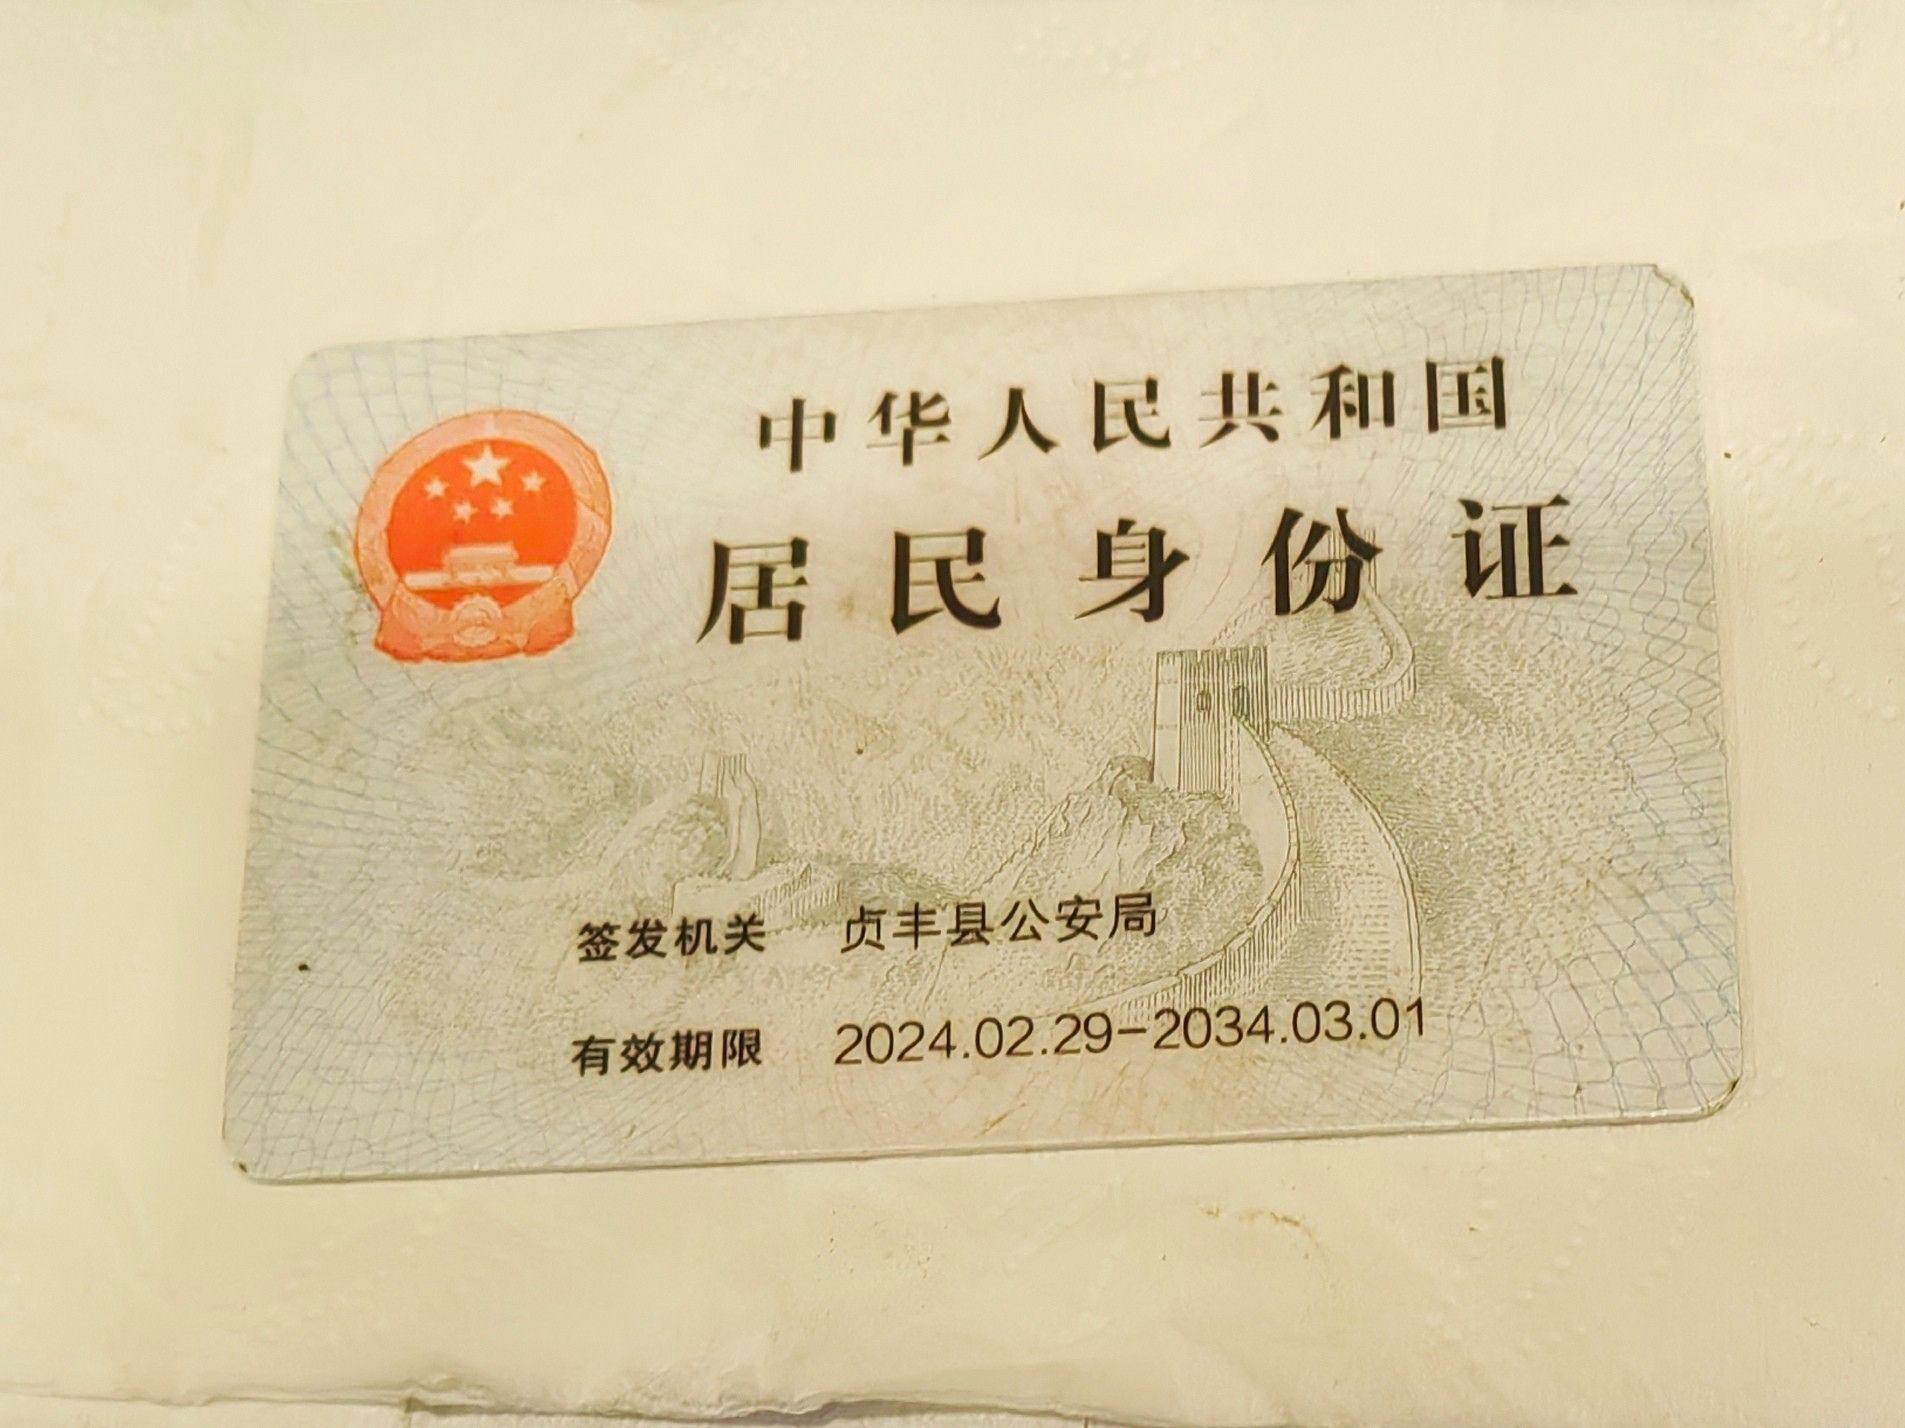 中华人民共和国
居民身份证
签发机关 贞丰县公安局
有效期限 2024.02.29-2034.03.01